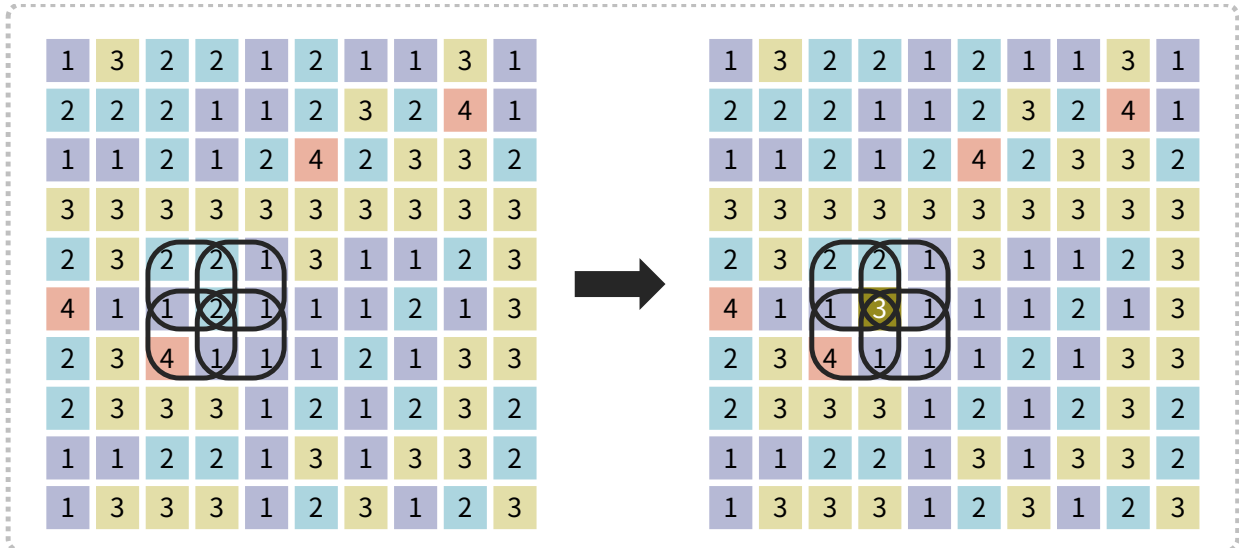 1 3 2 2 1 2 1 1 3 1 1 3 2 2 1 2 1 1 3 1
2 2 2 1 1 2 3 2 4 1 2 2 2 1 1 2 3 2 4 1
1 1 2 1 2 4 2 3 3 2 1 1 2 1 2 4 2 3 3 2
3 3 3 3 3 3 3 3 3 3 3 3 3 3 3 3 3 3 3 3
2 3 2 2 1 3 1 1 2 3 2 3 2 2 1 3 1 1 2 3
4 1 1 2 1 1 1 2 1 3 4 1 1 3 1 1 1 2 1 3
2 3 4 1 1 1 2 1 3 3 2 3 4 1 1 1 2 1 3 3
2 3 3 3 1 2 1 2 3 2 2 3 3 3 1 2 1 2 3 2
1 1 2 2 1 3 1 3 3 2 1 1 2 2 1 3 1 3 3 2
1 3 3 3 1 2 3 1 2 3 1 3 3 3 1 2 3 1 2 3